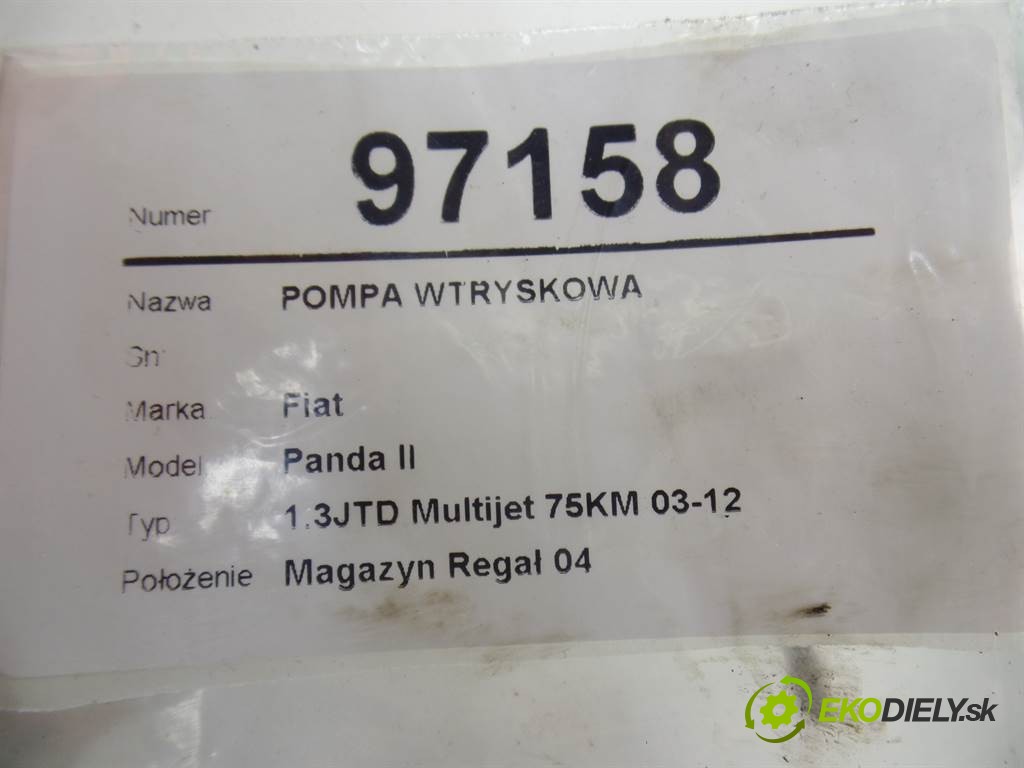 Numer 97158
Nazwa POMPA WTRYSKOWA
Sn
Marka Fiat
Model Panda II
Typ 1.3JTD Multijet 75KM 03-12
Położenie Magazyn Regał 04
EKODIELY.sk